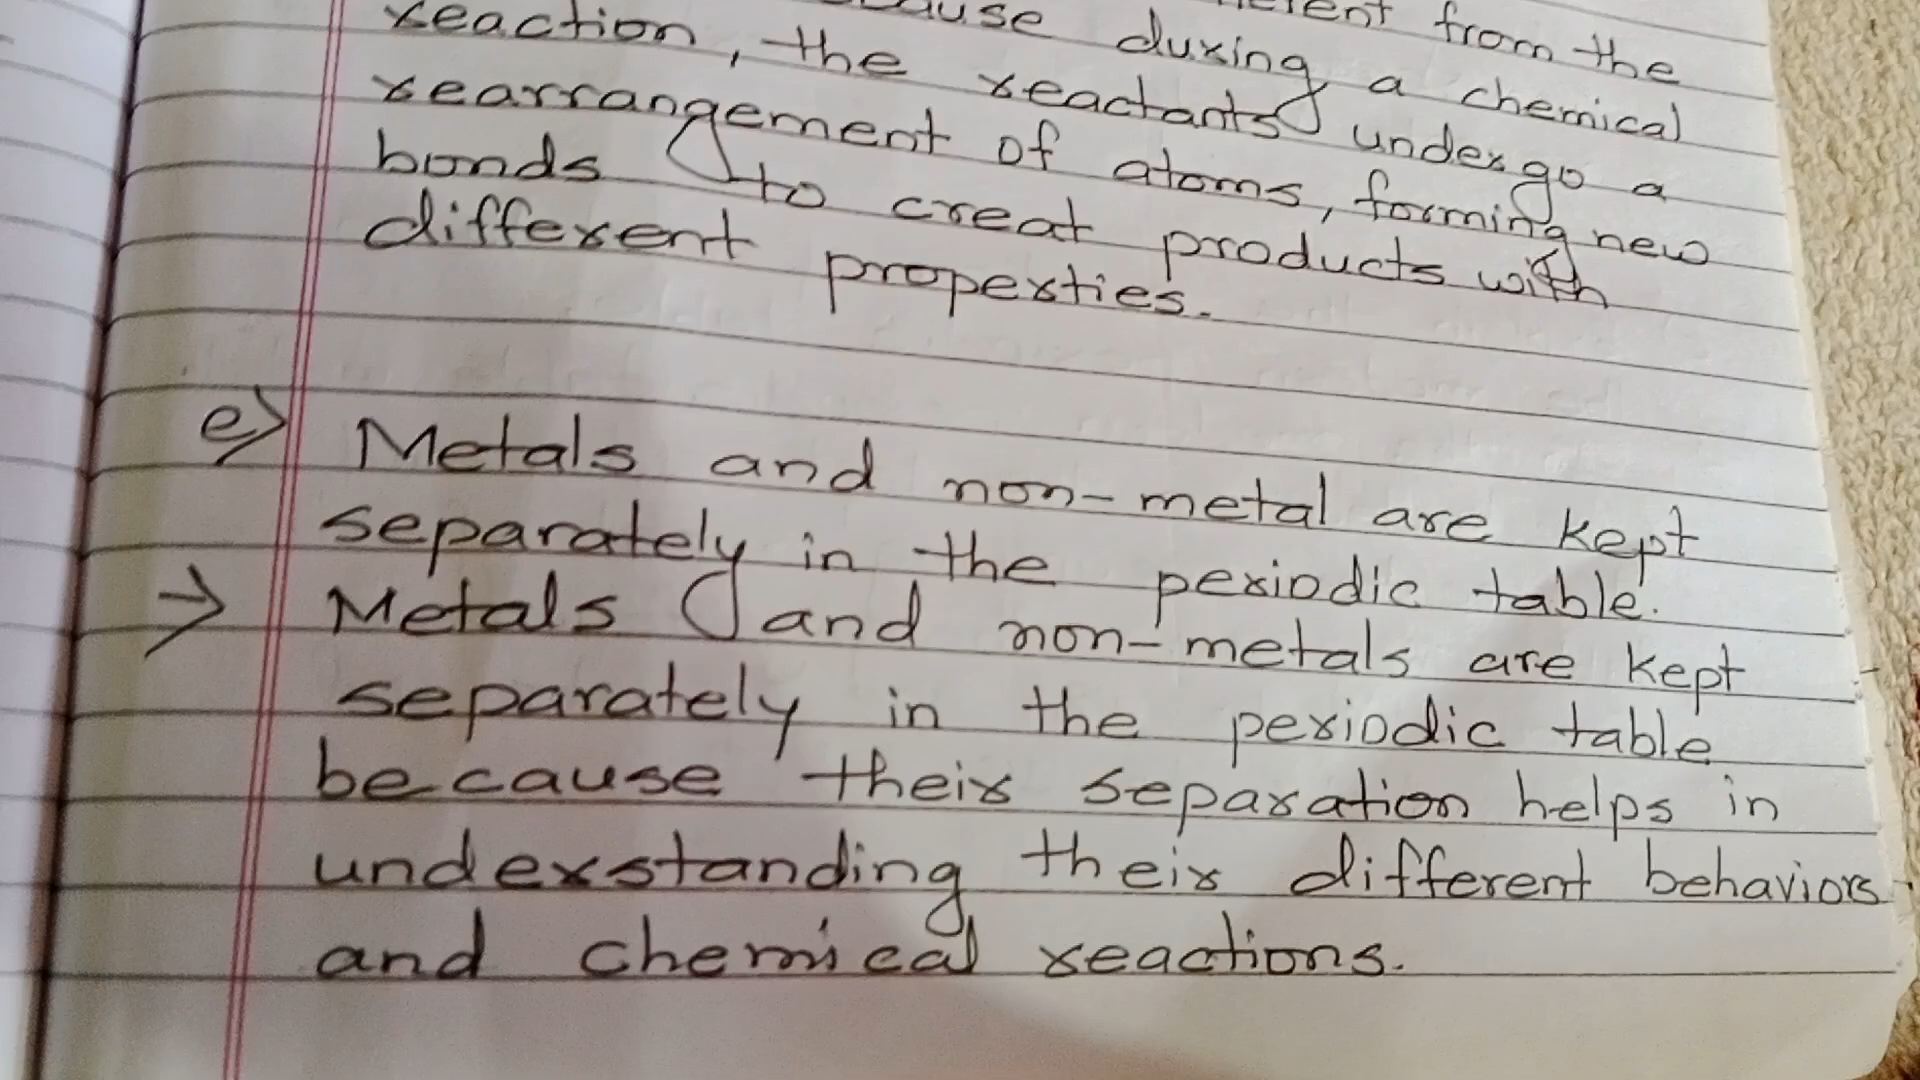 from the
reaction, the reactants undergo a
during a chemical
rearrangement of atoms, forming new
bonds to creat products with
different properties.
e) Metals and non-metal are kept
separately in the periodic table.
→ Metals and non-metals are kept
separately in the periodic table
because their separation helps in
understanding their different behaviors
and chemical reactions.